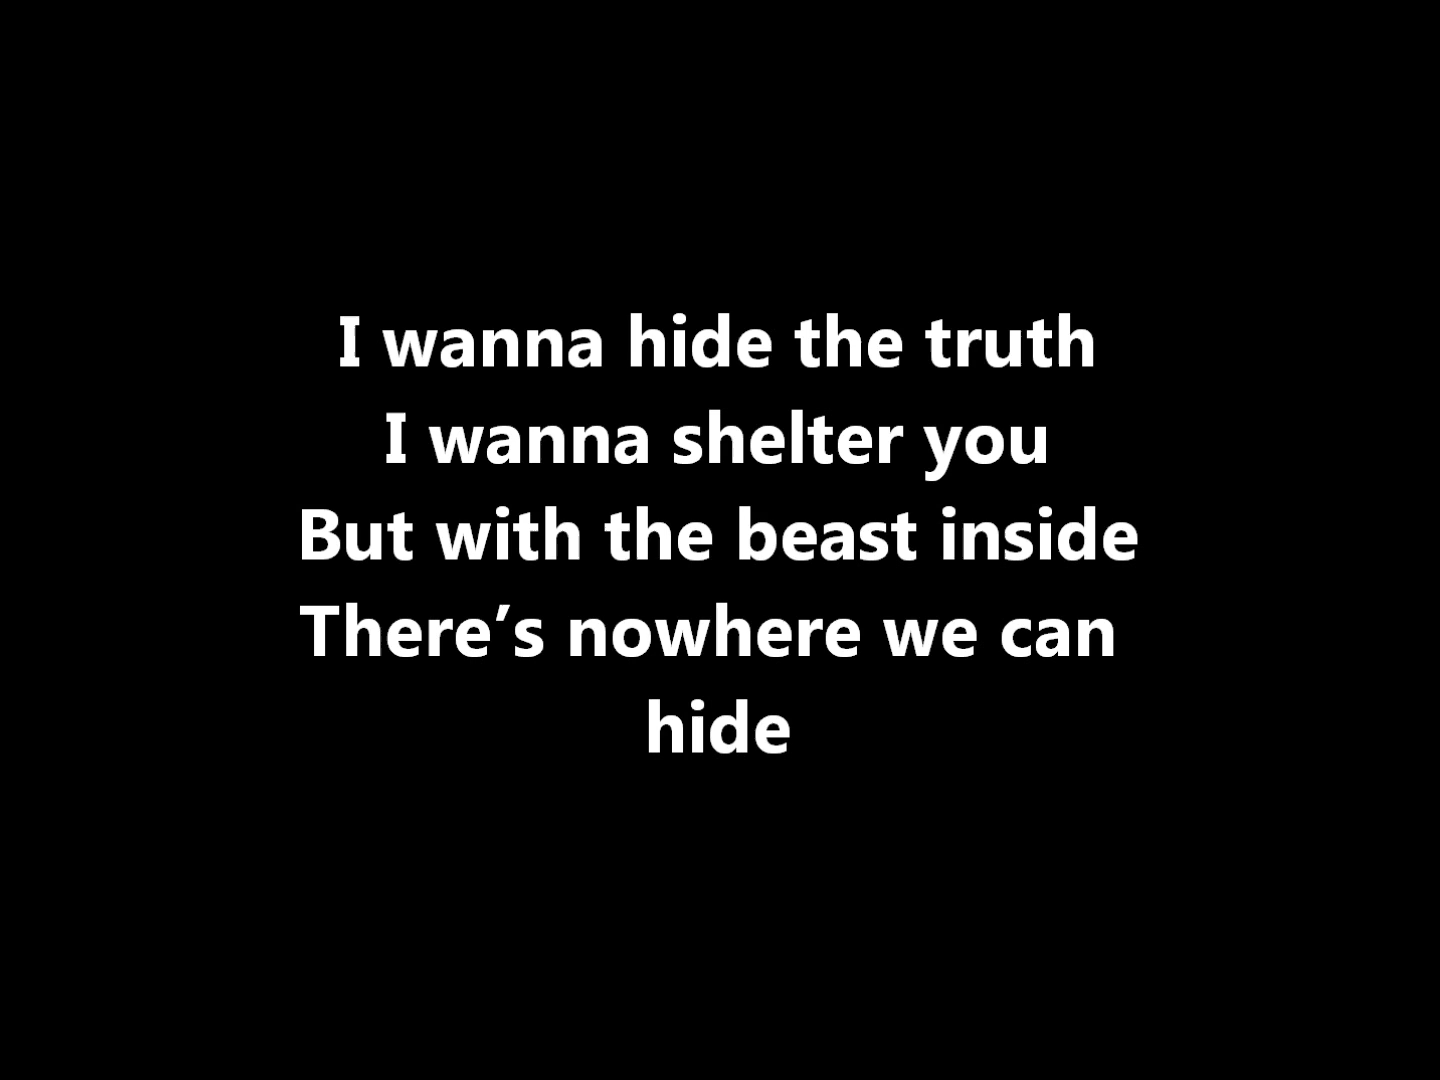 I wanna hide the truth
I wanna shelter you
But with the beast inside
There’s nowhere we can
hide